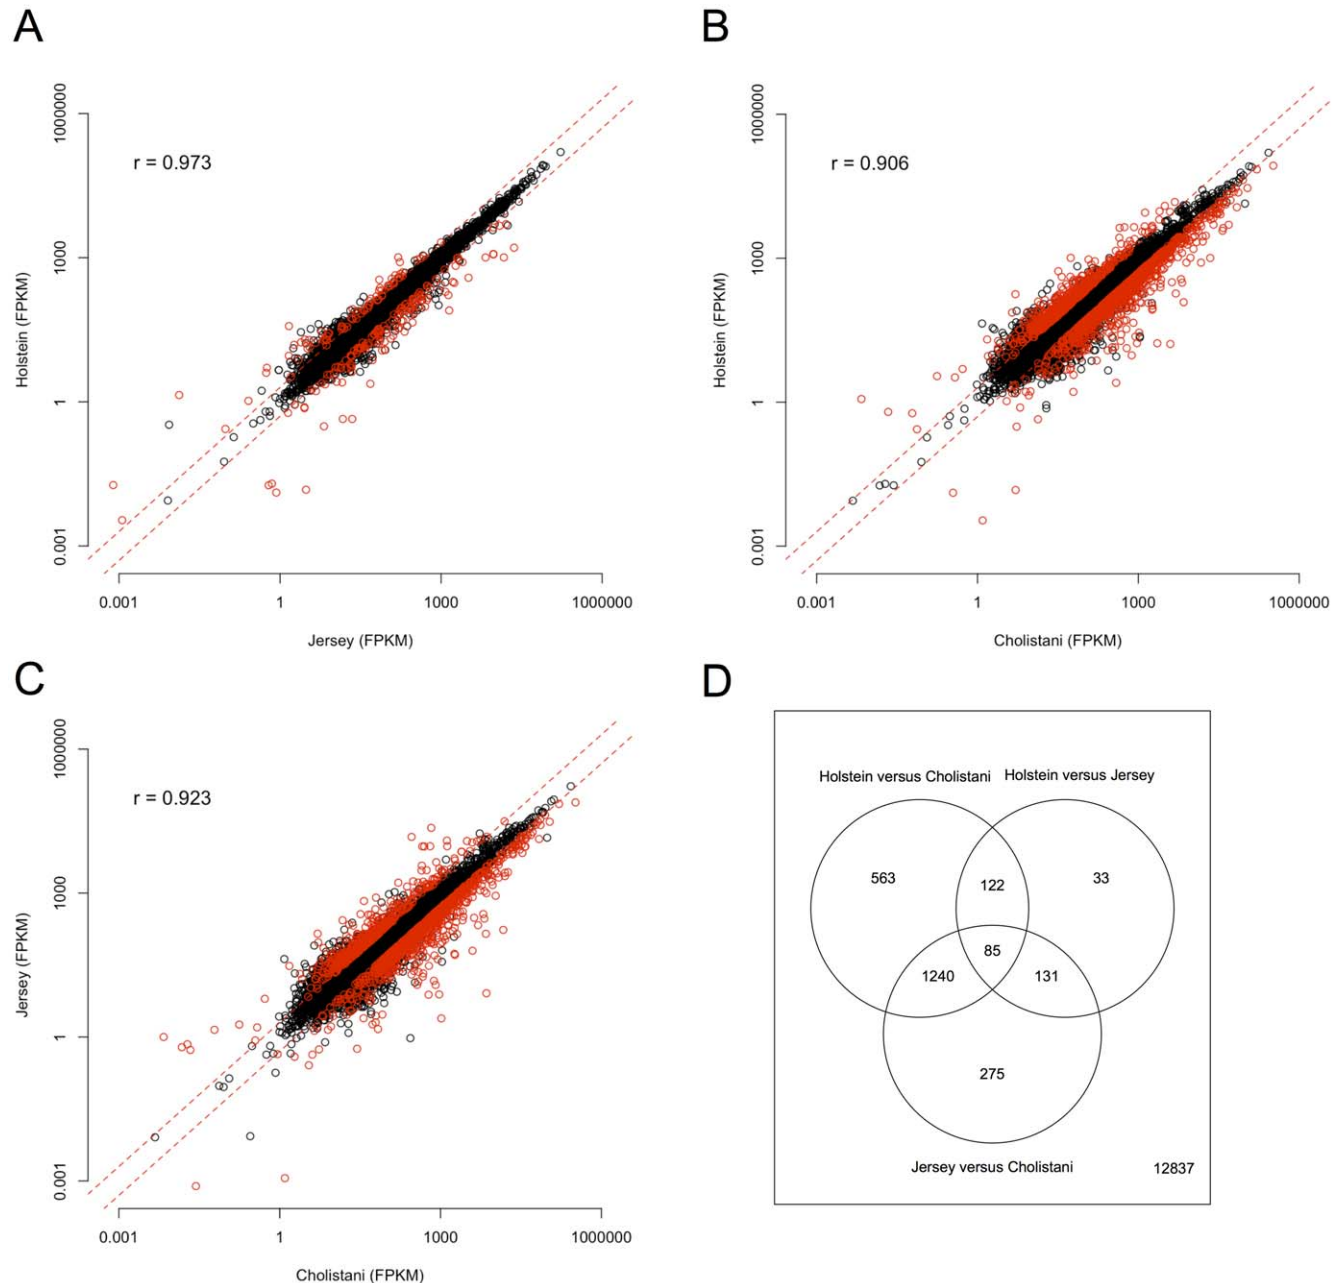 A
r = 0.973
1000000
1000
1
0.001
Holstein (FPKM)
0.001 1 1000 1000000
Jersey (FPKM)
B
r = 0.906
1000000
1000
1
0.001
Holstein (FPKM)
0.001 1 1000 1000000
Cholistani (FPKM)
C
r = 0.923
1000000
1000
1
0.001
Jersey (FPKM)
0.001 1 1000 1000000
Cholistani (FPKM)
D
Holstein versus Cholistani Holstein versus Jersey
563 122 33
85
1240 131
275
Jersey versus Cholistani 12837